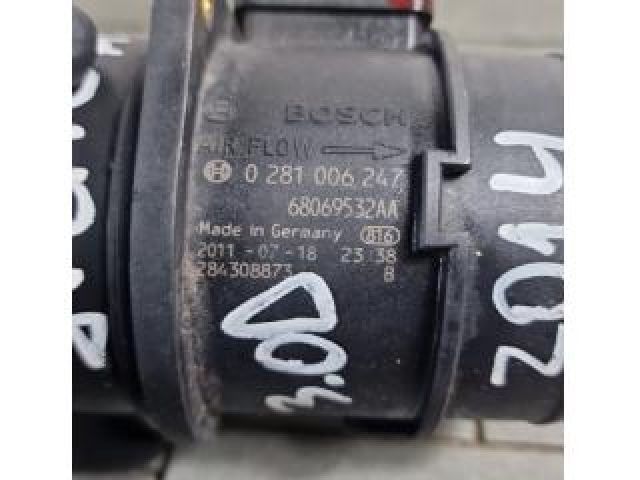 BOSCH
AIR FLOW
0 281 006 247
68069532AA
Made in Germany 816
2011-07-18 23:38
284308873 B
3.0D
2014